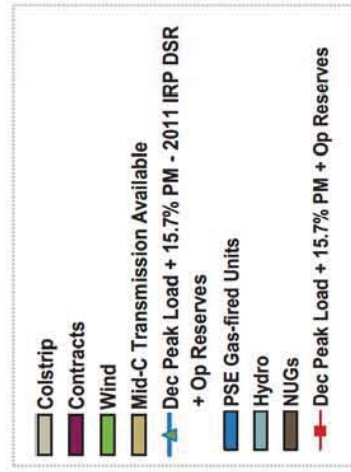 Colstrip
Contracts
Wind
Mid-C Transmission Available
Dec Peak Load + 15.7% PM - 2011 IRP DSR
+ Op Reserves
PSE Gas-fired Units
Hydro
NUGs
Dec Peak Load + 15.7% PM + Op Reserves